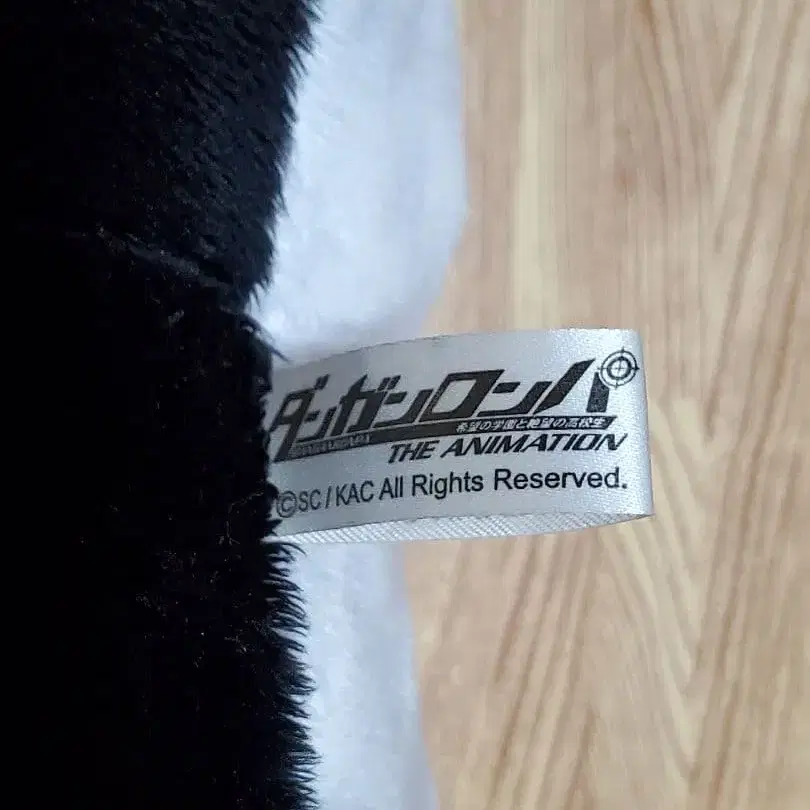 ダンガンロンパ
希望の学園と絶望の高校生
THE ANIMATION
©SC / KAC All Rights Reserved.